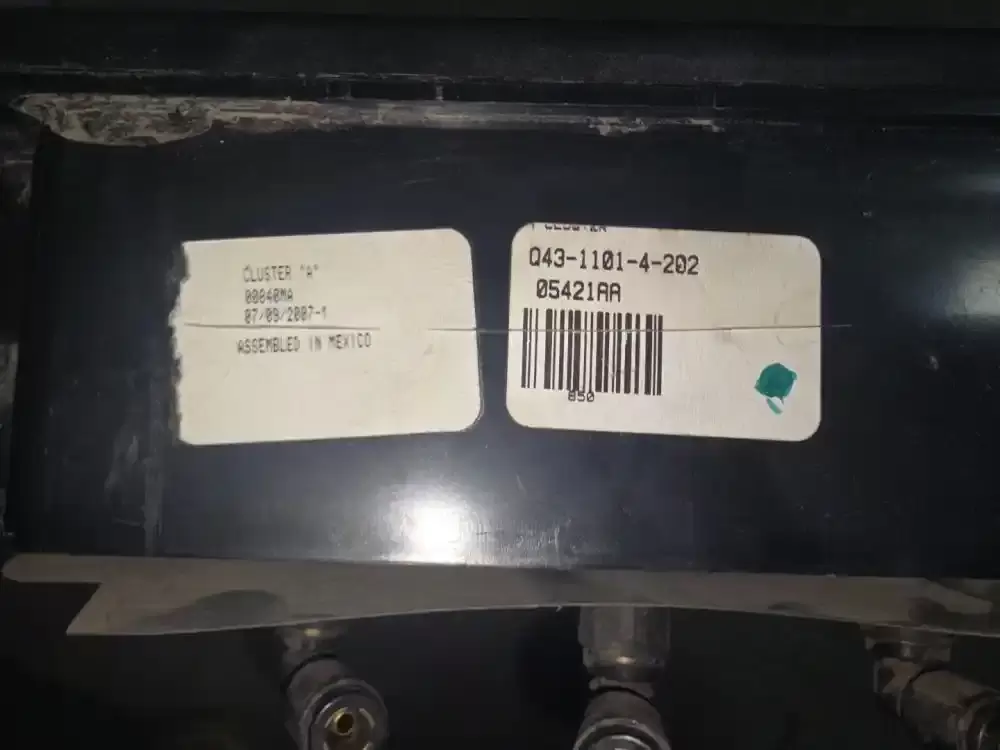 CLUSTER "A"
00040MA
07/09/2007-1
ASSEMBLED IN MEXICO
Q43-1101-4-202
05421AA
850